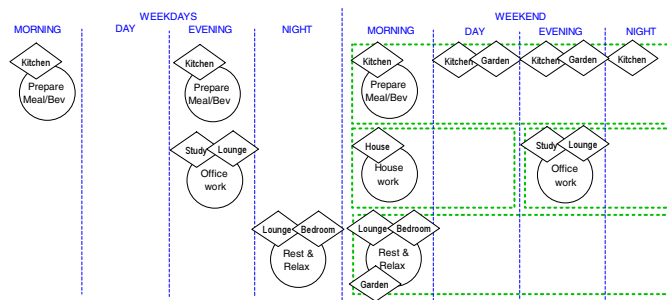 WEEKDAYS
WEEKEND
MORNING DAY EVENING NIGHT MORNING DAY EVENING NIGHT
Kitchen Kitchen Kitchen Kitchen Garden Kitchen Garden Kitchen
Prepare Prepare Prepare
Meal/Bev Meal/Bev Meal/Bev
Study Lounge House Study Lounge
Office House Office
work work work
Lounge Bedroom Lounge Bedroom
Rest & Rest &
Relax Relax
Garden